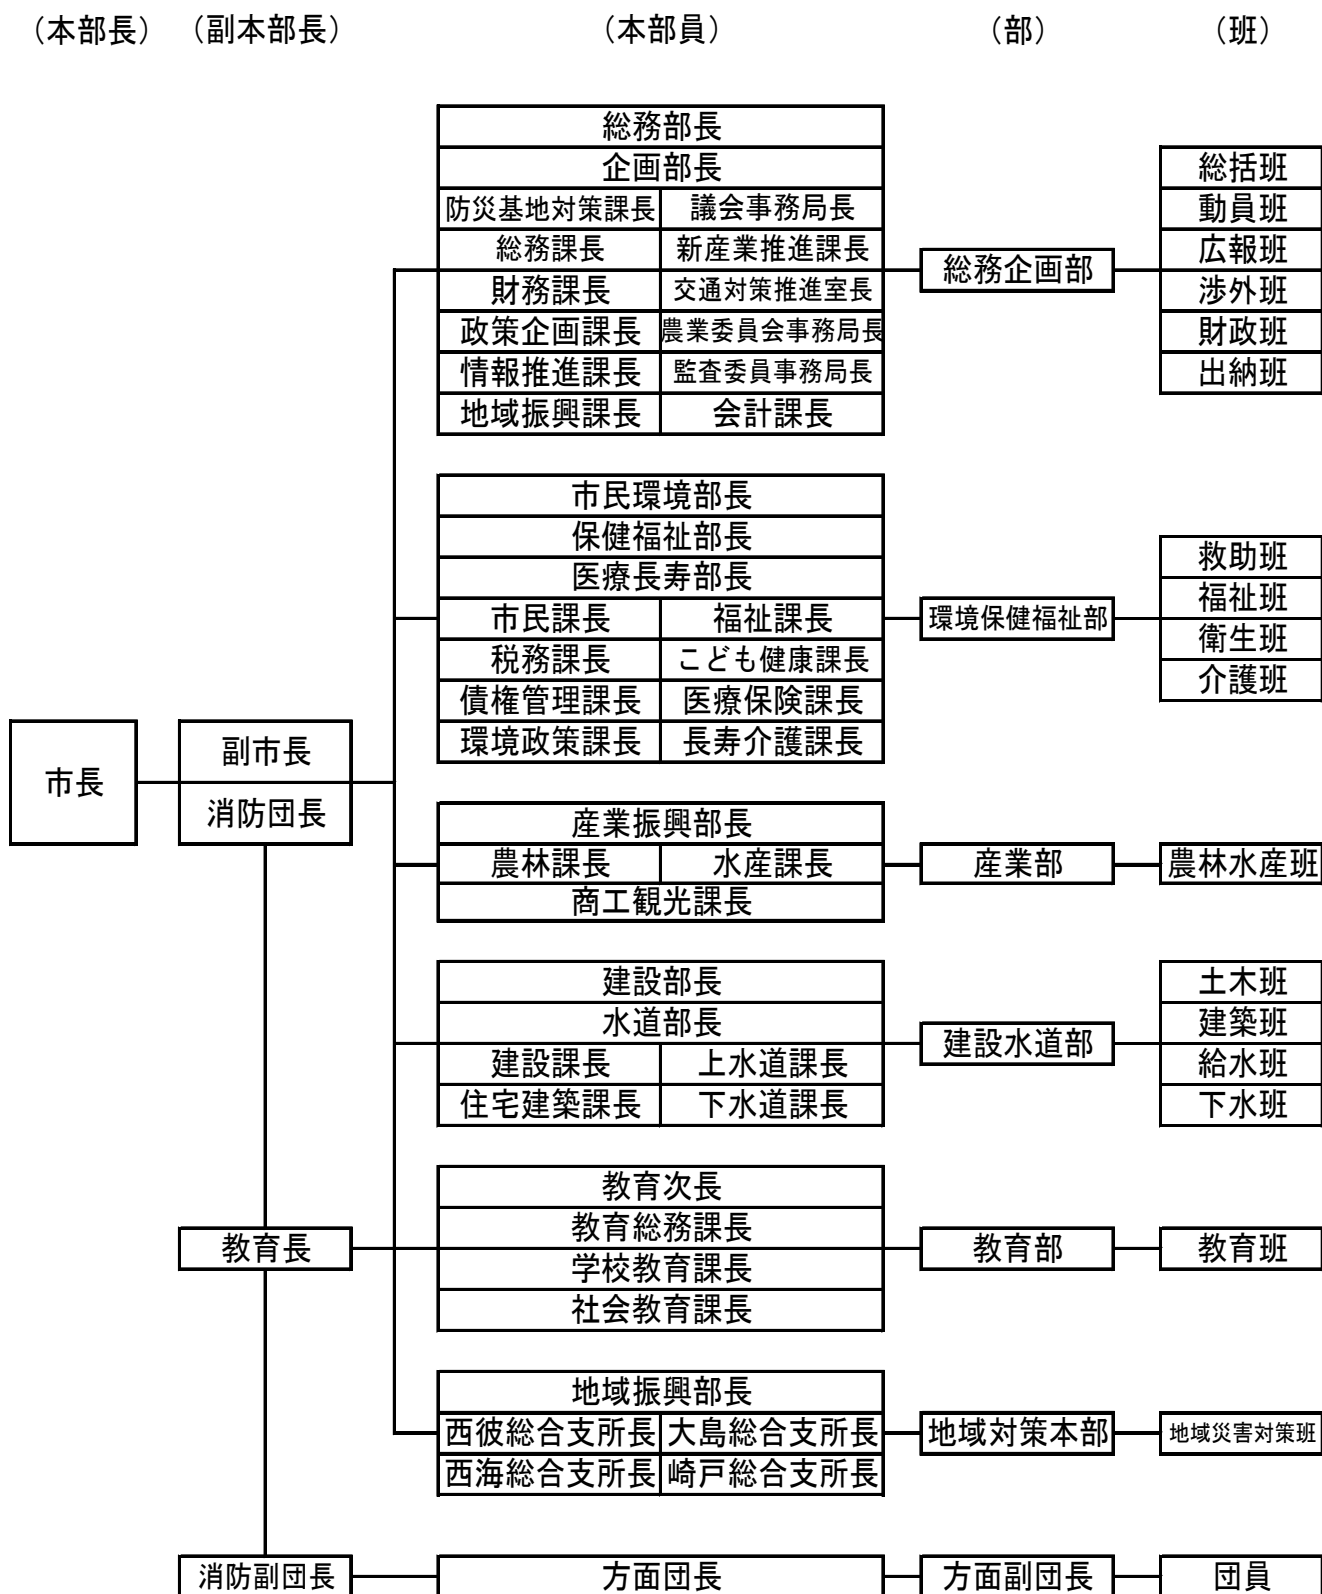 （本部長） （副本部長） （本部員） （部） （班）
総務部長
企画部長
防災基地対策課長 議会事務局長
総務課長 新産業推進課長
財務課長 交通対策推進室長
政策企画課長 農業委員会事務局長
情報推進課長 監査委員事務局長
地域振興課長 会計課長
総務企画部
総括班
動員班
広報班
渉外班
財政班
出納班
市民環境部長
保健福祉部長
医療長寿部長
市民課長 福祉課長
税務課長 こども健康課長
債権管理課長 医療保険課長
環境政策課長 長寿介護課長
環境保健福祉部
救助班
福祉班
衛生班
介護班
市長
副市長
消防団長
産業振興部長
農林課長 水産課長
商工観光課長
産業部
農林水産班
建設部長
水道部長
建設課長 上水道課長
住宅建築課長 下水道課長
建設水道部
土木班
建築班
給水班
下水班
教育長
教育次長
教育総務課長
学校教育課長
社会教育課長
教育部
教育班
地域振興部長
西彼総合支所長 大島総合支所長
西海総合支所長 崎戸総合支所長
地域対策本部
地域災害対策班
消防副団長 方面団長 方面副団長 団員